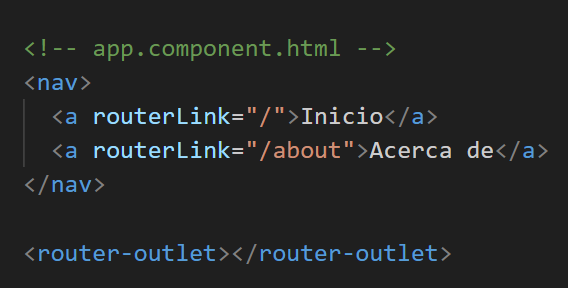 <!-- app.component.html -->
<nav>
  <a routerLink="/">Inicio</a>
  <a routerLink="/about">Acerca de</a>
</nav>
<router-outlet></router-outlet>